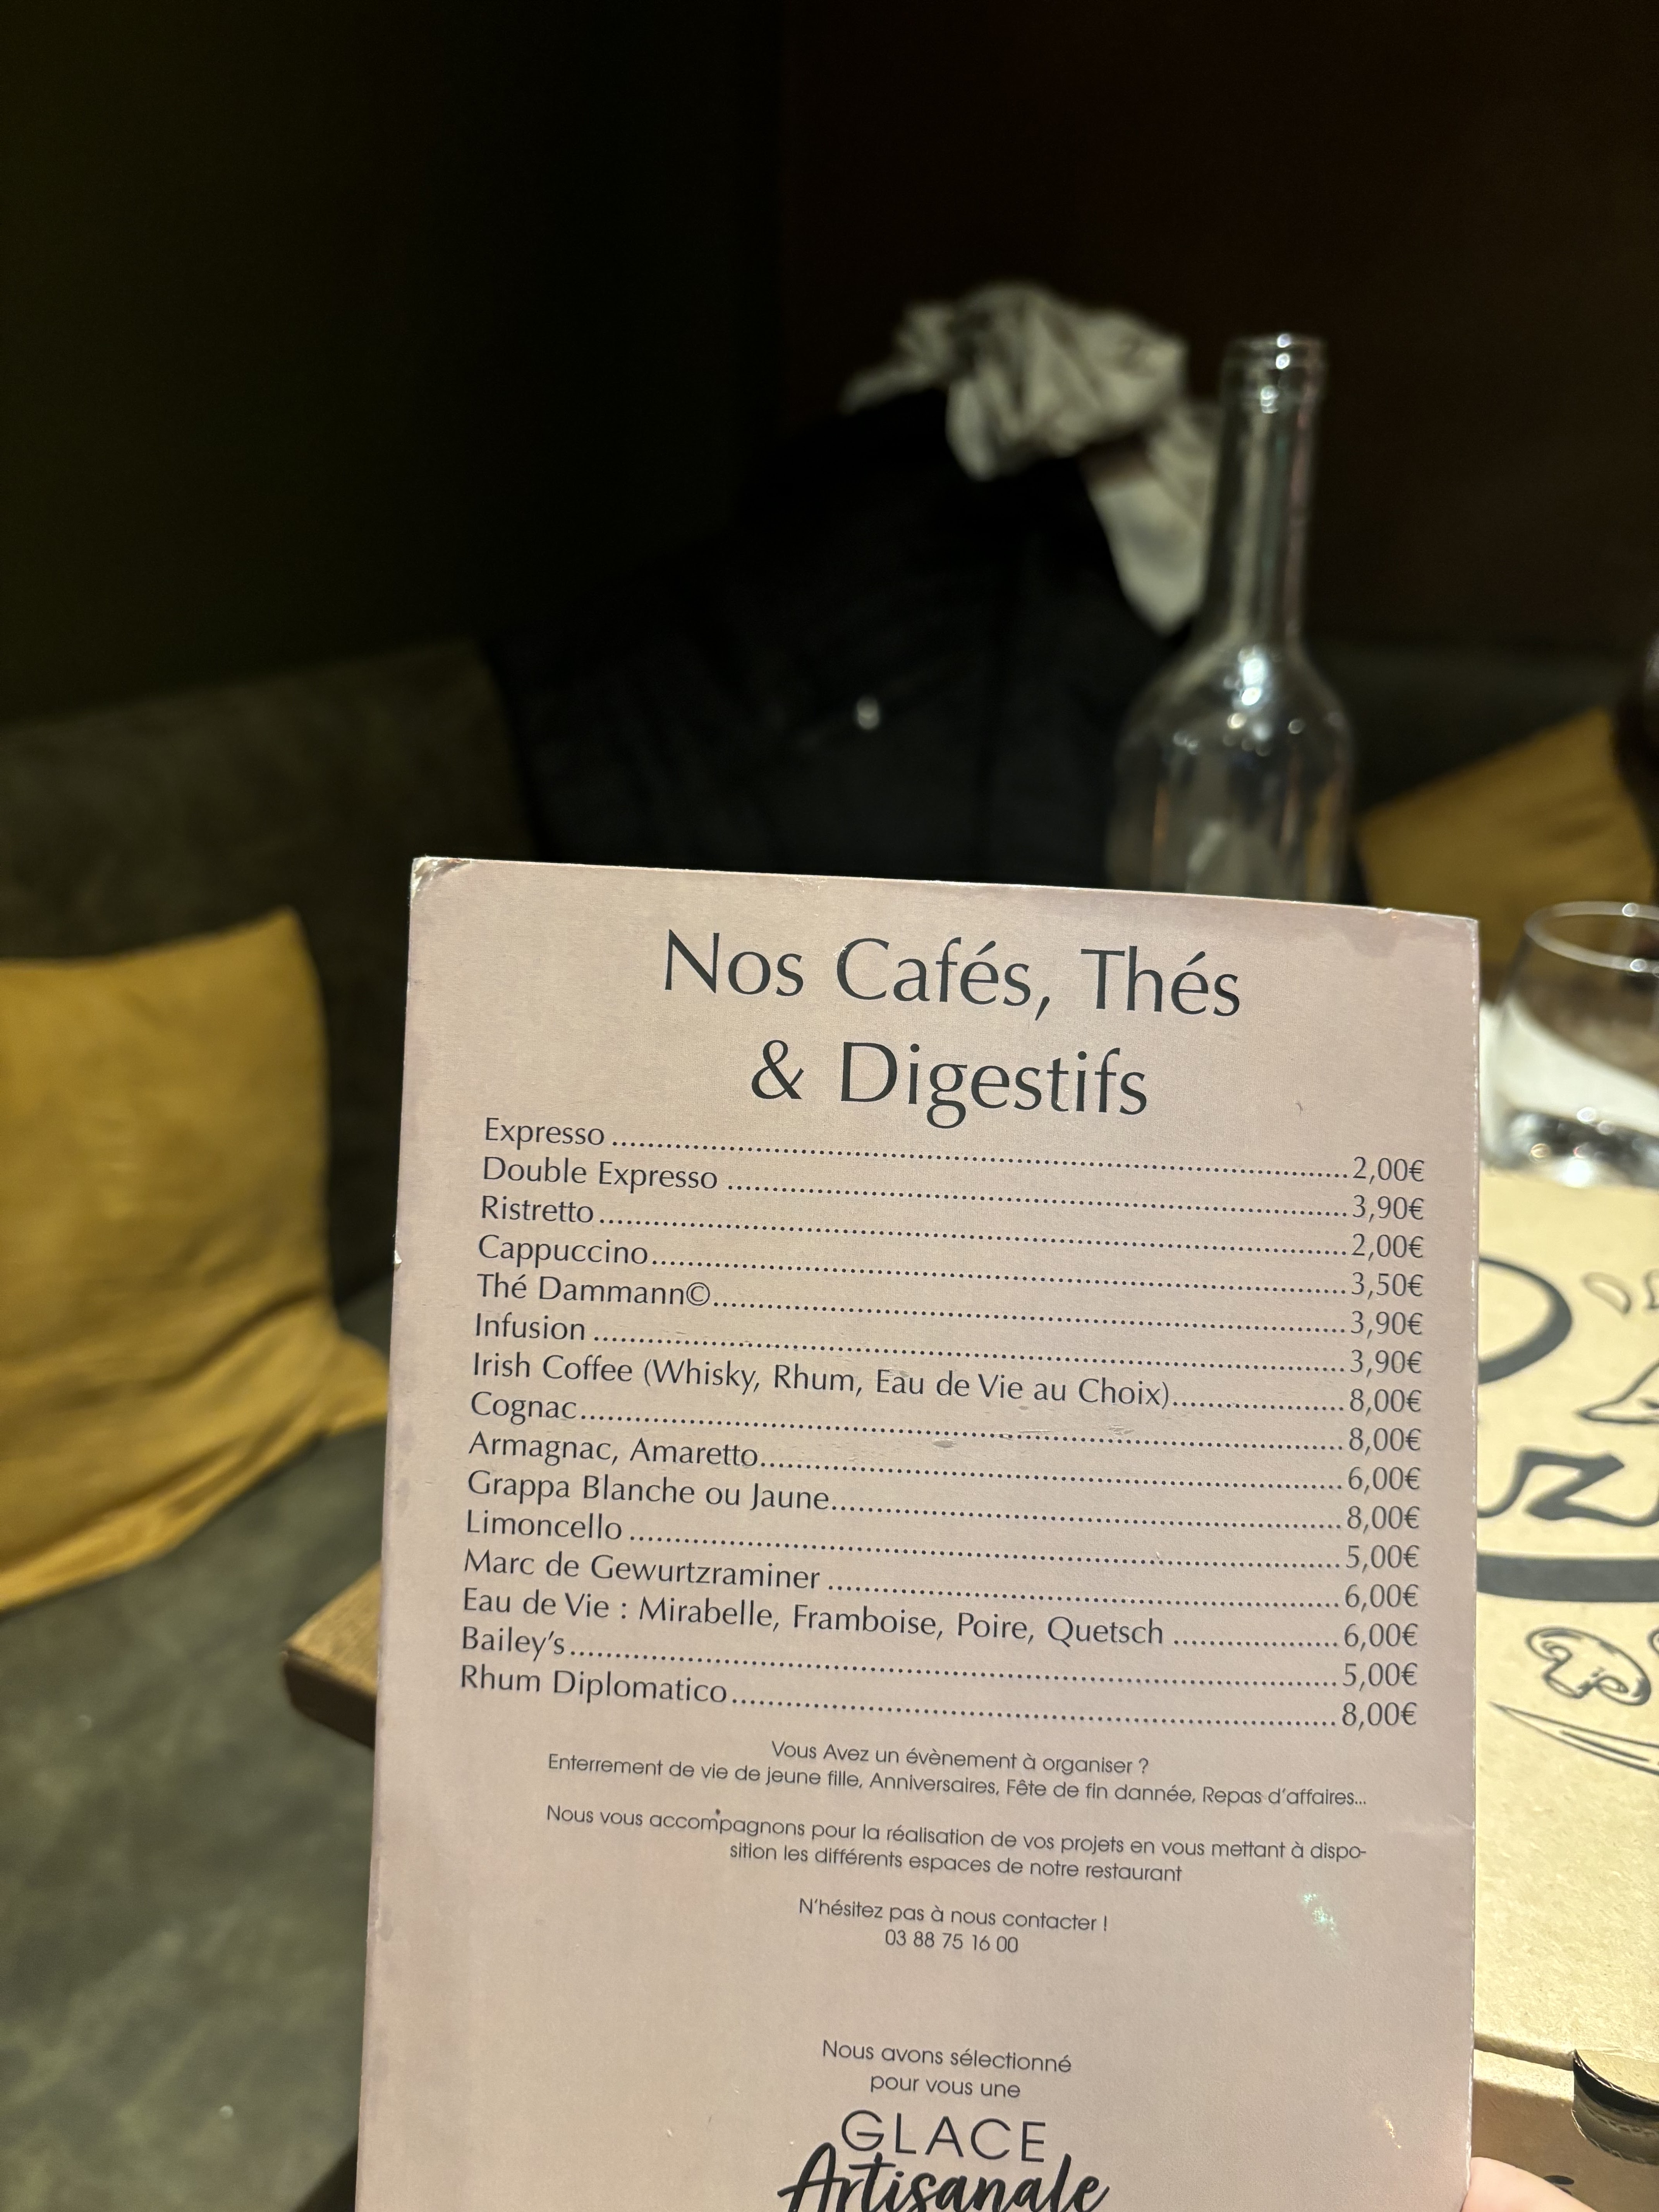 Nos Cafés, Thés
& Digestifs
Expresso ........ 2,00€
Double Expresso ........ 3,90€
Ristretto ........ 2,00€
Cappuccino ........ 3,50€
Thé Dammann© ........ 3,90€
Infusion ........ 3,90€
Irish Coffee (Whisky, Rhum, Eau de Vie au Choix) ........ 8,00€
Cognac ........ 8,00€
Armagnac, Amaretto ........ 6,00€
Grappa Blanche ou Jaune ........ 8,00€
Limoncello ........ 5,00€
Marc de Gewurtzraminer ........ 6,00€
Eau de Vie : Mirabelle, Framboise, Poire, Quetsch ........ 6,00€
Bailey's ........ 5,00€
Rhum Diplomatico ........ 8,00€
Vous Avez un évènement à organiser ?
Enterrement de vie de jeune fille, Anniversaires, Fête de fin dannée, Repas d'affaires...
Nous vous accompagnons pour la réalisation de vos projets en vous mettant à dispo-
sition les différents espaces de notre restaurant
N'hésitez pas à nous contacter !
03 88 75 16 00
Nous avons sélectionné
pour vous une
GLACE
Artisanale